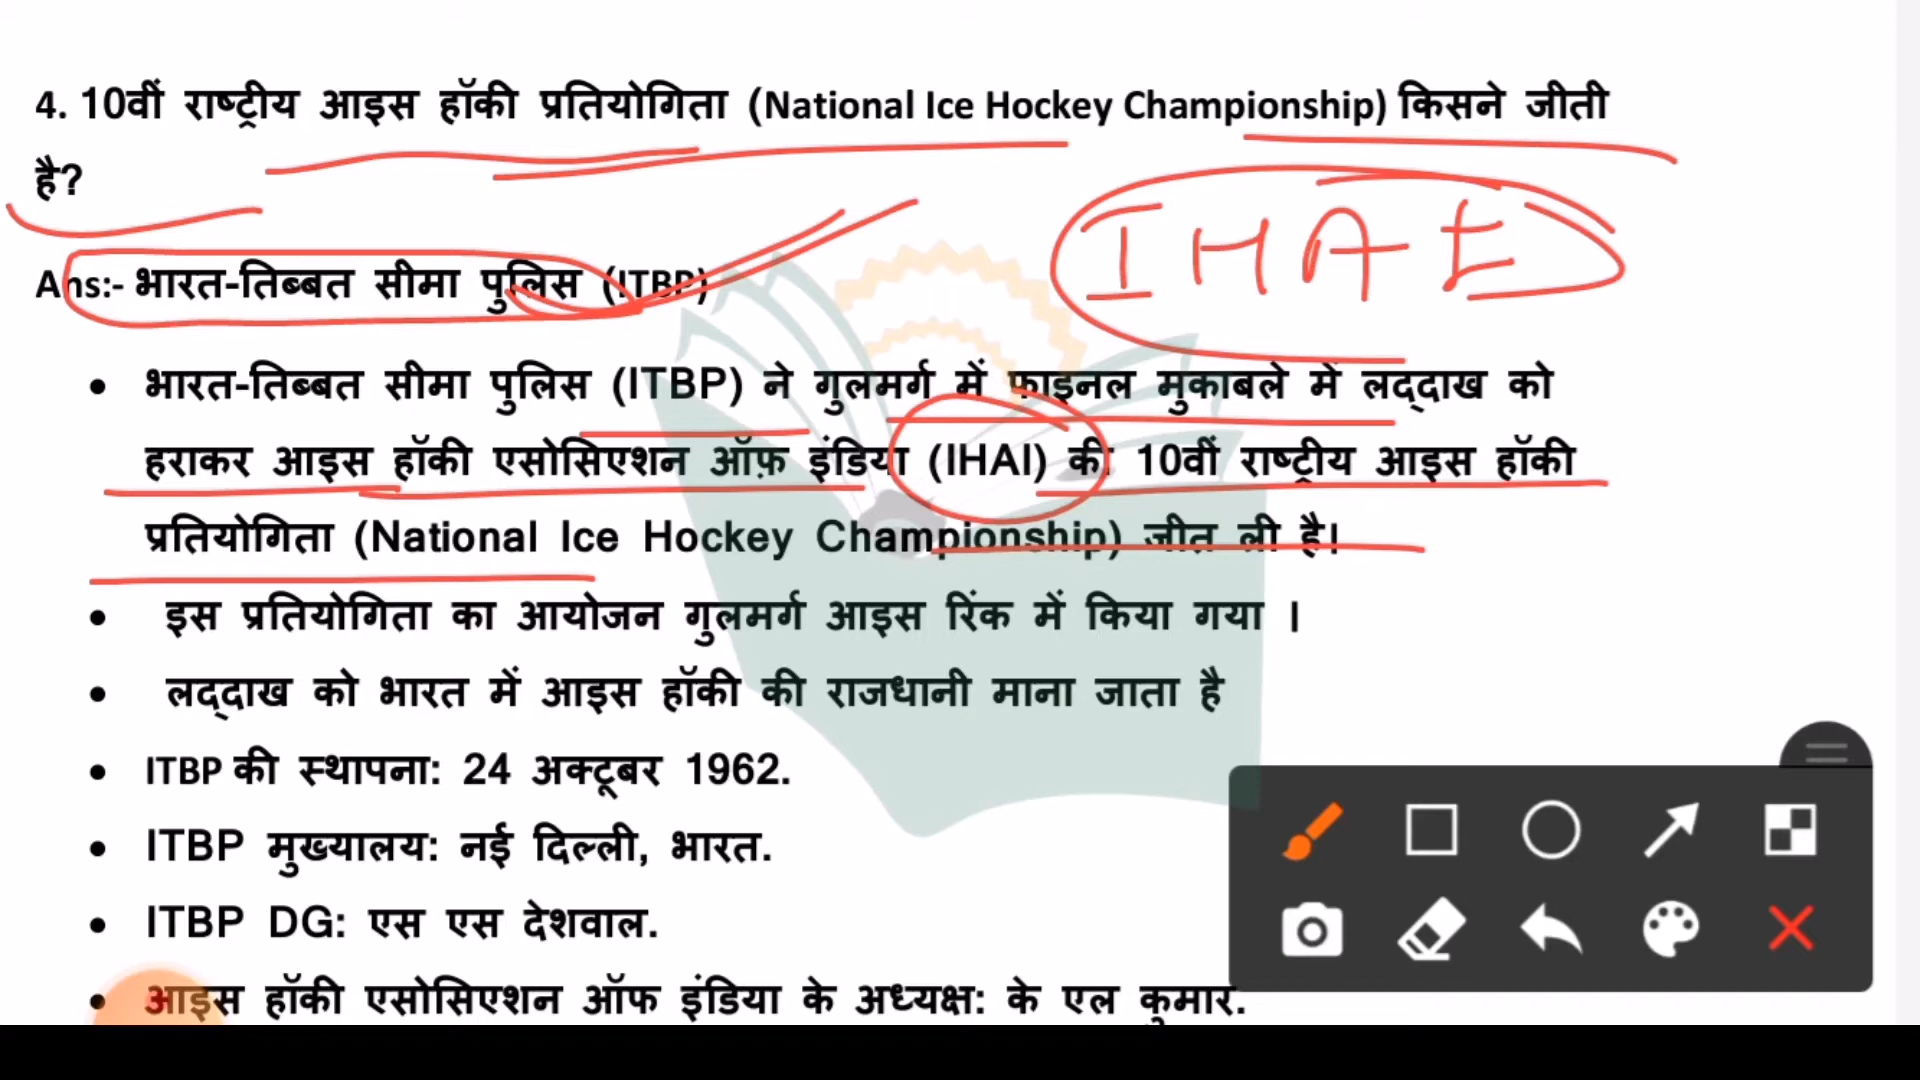 4. 10वीं राष्ट्रीय आइस हॉकी प्रतियोगिता (National Ice Hockey Championship) किसने जीती
है?
IHAI
Ans:- भारत-तिब्बत सीमा पुलिस (ITBP)
• भारत-तिब्बत सीमा पुलिस (ITBP) ने गुलमर्ग में फाइनल मुकाबले में लद्दाख को
हराकर आइस हॉकी एसोसिएशन ऑफ़ इंडिया (IHAI) की 10वीं राष्ट्रीय आइस हॉकी
प्रतियोगिता (National Ice Hockey Championship) जीत ली है।
• इस प्रतियोगिता का आयोजन गुलमर्ग आइस रिंक में किया गया ।
• लद्दाख को भारत में आइस हॉकी की राजधानी माना जाता है
• ITBP की स्थापना: 24 अक्टूबर 1962.
• ITBP मुख्यालय: नई दिल्ली, भारत.
• ITBP DG: एस एस देशवाल.
• आइस हॉकी एसोसिएशन ऑफ इंडिया के अध्यक्ष: के एल कुमार.